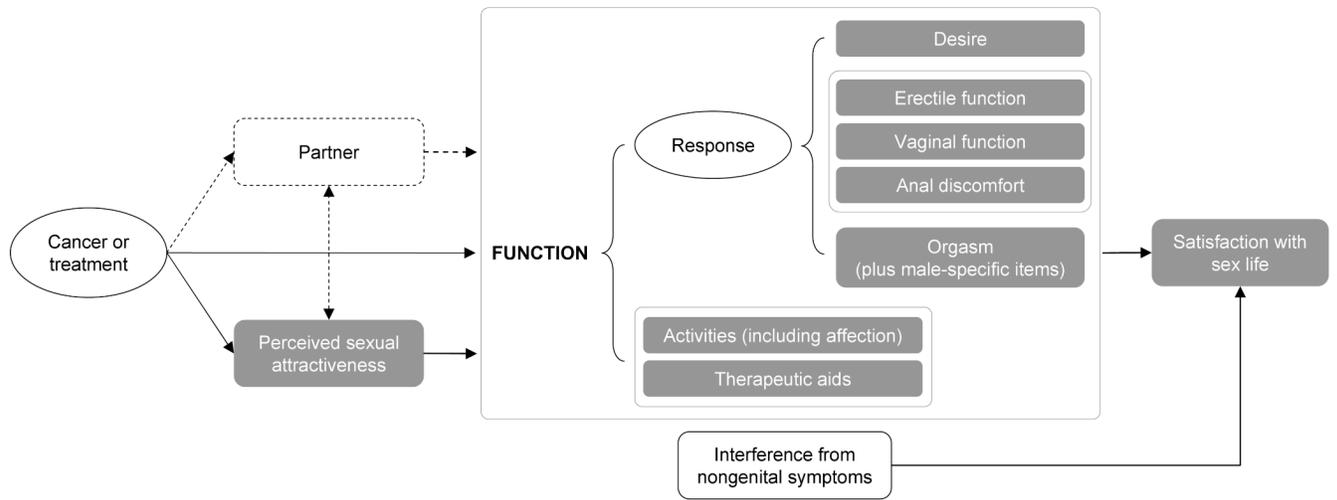 Cancer or
treatment
Partner
Perceived sexual
attractiveness
FUNCTION
Response
Desire
Erectile function
Vaginal function
Anal discomfort
Orgasm
(plus male-specific items)
Activities (including affection)
Therapeutic aids
Satisfaction with
sex life
Interference from
nongenital symptoms